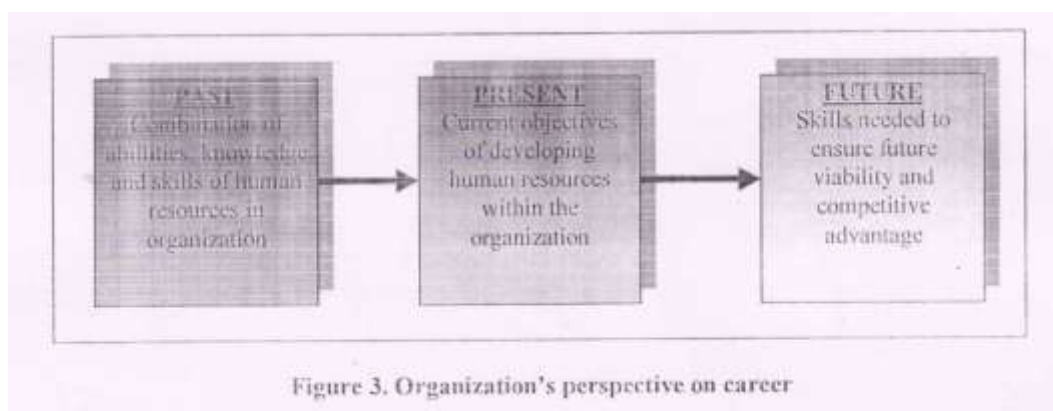 PAST
Combination of
abilities, knowledge
and skills of human
resources in
organization
PRESENT
Current objectives
of developing
human resources
within the
organization
FUTURE
Skills needed to
ensure future
viability and
competitive
advantage
Figure 3. Organization's perspective on career